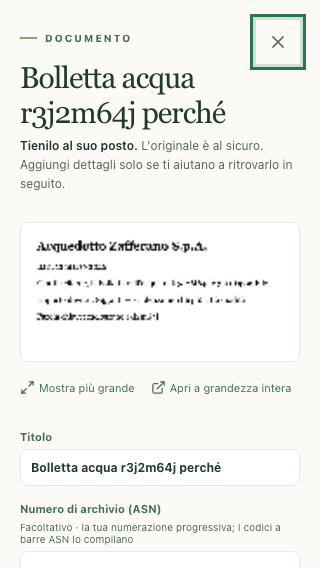 DOCUMENTO
Bolletta acqua
r3j2m64j perché
Tienilo al suo posto. L'originale è al sicuro.
Aggiungi dettagli solo se ti aiutano a ritrovarlo in
seguito.
Acquedotto Zafferano S.p.A.
Mostra più grande
Apri a grandezza intera
Titolo
Bolletta acqua r3j2m64j perché
Numero di archivio (ASN)
Facoltativo · la tua numerazione progressiva; i codici a
barre ASN lo compilano